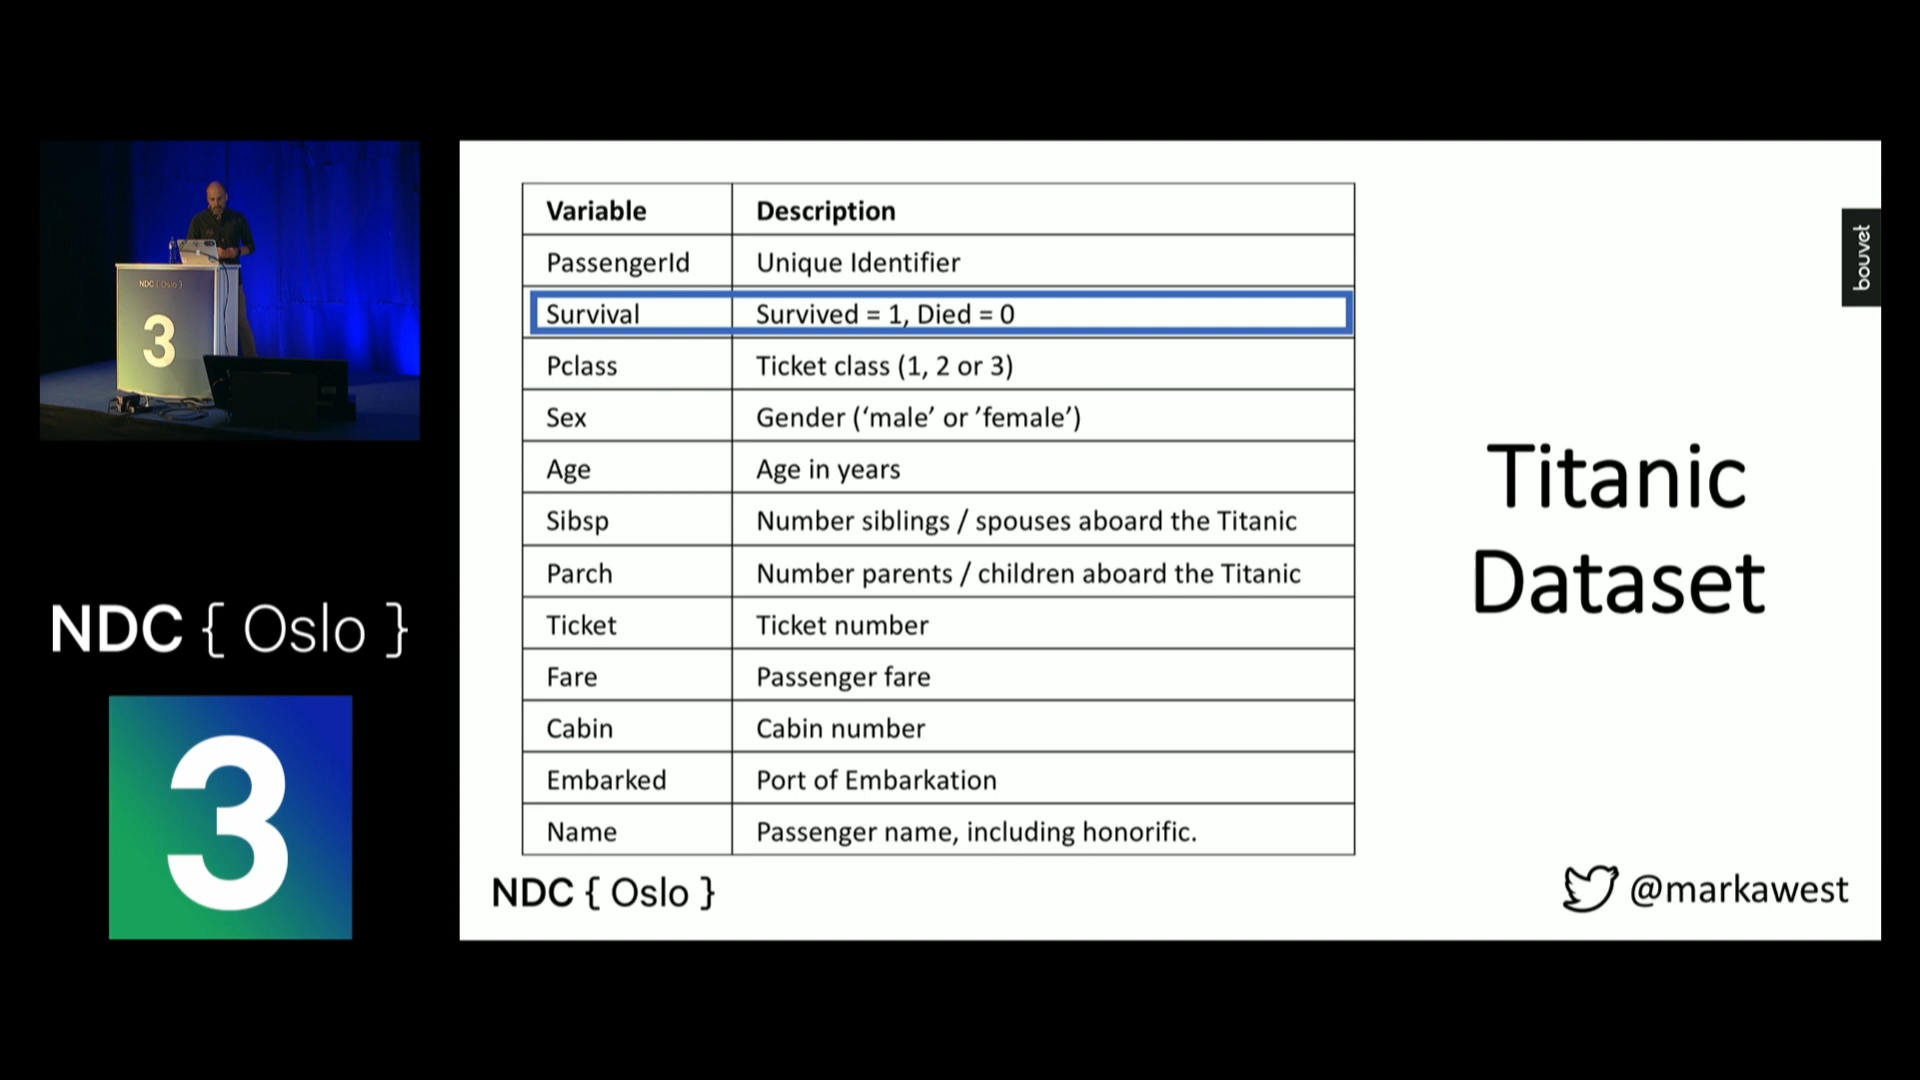 NDC { Oslo }
3
NDC { Oslo }
3
Variable Description
PassengerId Unique Identifier
Survival Survived = 1, Died = 0
Pclass Ticket class (1, 2 or 3)
Sex Gender (‘male’ or ’female’)
Age Age in years
Sibsp Number siblings / spouses aboard the Titanic
Parch Number parents / children aboard the Titanic
Ticket Ticket number
Fare Passenger fare
Cabin Cabin number
Embarked Port of Embarkation
Name Passenger name, including honorific.
Titanic
Dataset
bouvet
NDC { Oslo }
@markawest